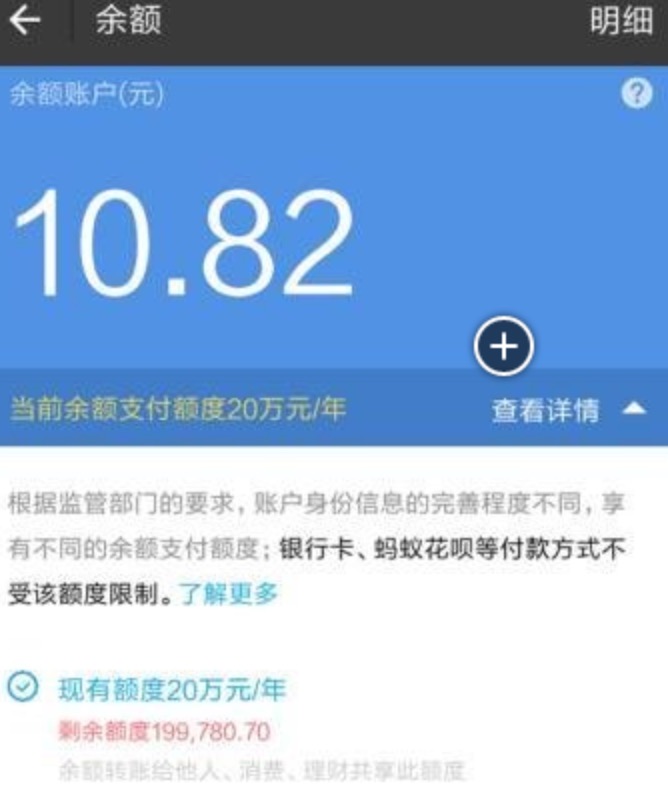 余额
明细
余额账户(元)
?
10.82
当前余额支付额度20万元/年
查看详情
根据监管部门的要求，账户身份信息的完善程度不同，享
有不同的余额支付额度；银行卡、蚂蚁花呗等付款方式不
受该额度限制。了解更多
现有额度20万元/年
剩余额度199,780.70
余额转账给他人、消费、理财共享此额度